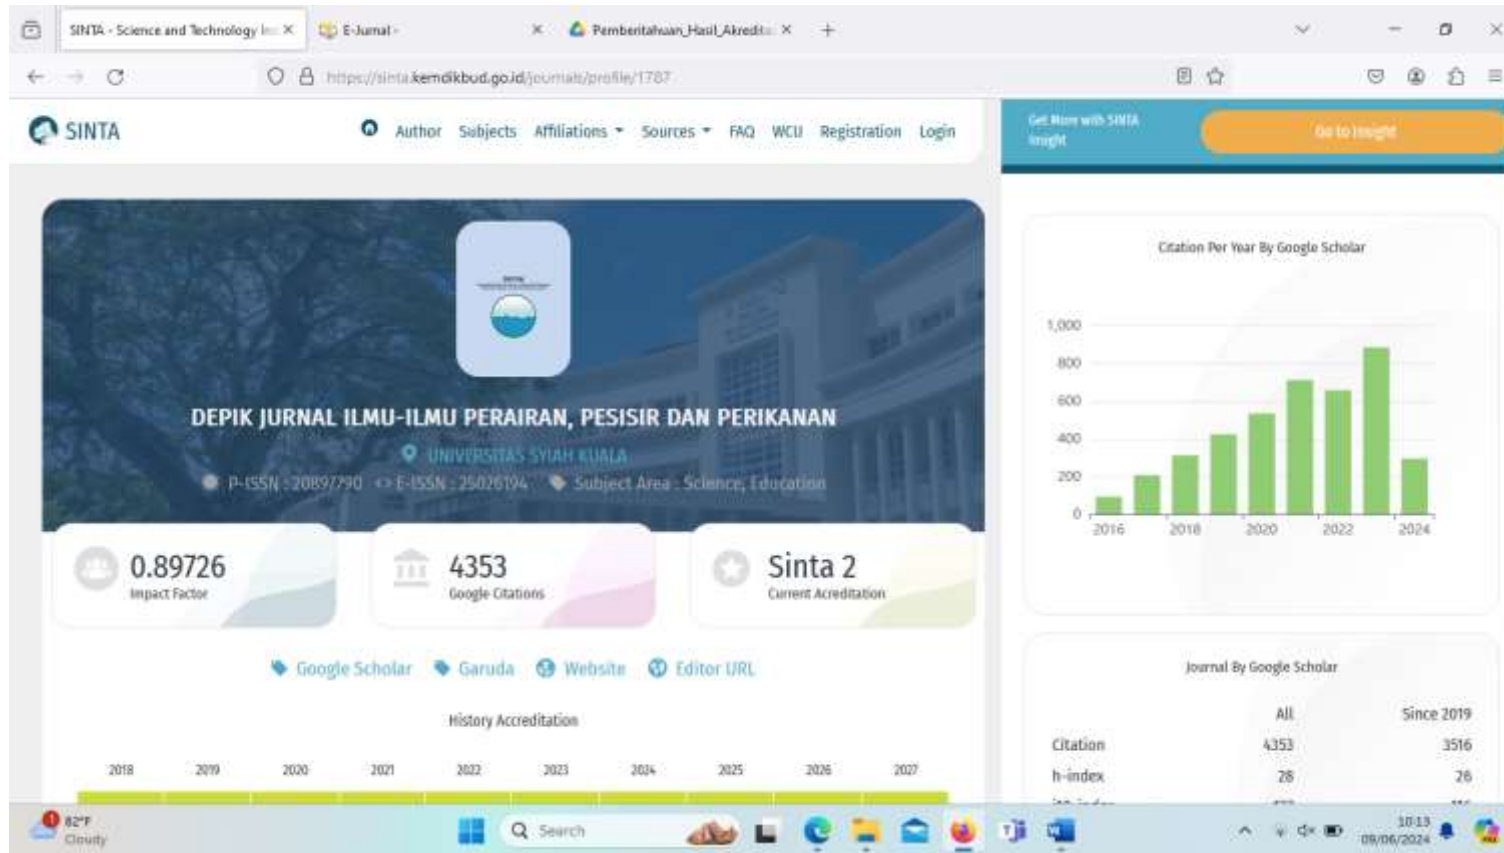 SINTA - Science and Technology In
E-Jurnal -
Pemberitahuan_Hasil_Akredita
https://sinta.kemdikbud.go.id/journals/profile/1787
SINTA
Author Subjects Affiliations Sources FAQ WCU Registration Login
Get More with SINTA
Insight
Go to Insight
DEPIK JURNAL ILMU-ILMU PERAIRAN, PESISIR DAN PERIKANAN
UNIVERSITAS SYIAH KUALA
P-ISSN : 20897790 <> E-ISSN : 25026194 Subject Area : Science, Education
0.89726
Impact Factor
4353
Google Citations
Sinta 2
Current Acreditation
Google Scholar Garuda Website Editor URL
History Accreditation
2018 2019 2020 2021 2022 2023 2024 2025 2026 2027
Citation Per Year By Google Scholar
1,000
800
600
400
200
0
2016 2018 2020 2022 2024
Journal By Google Scholar
All Since 2019
Citation 4353 3516
h-index 28 26
1
82°F
Cloudy
Search
10:13
09/06/2024